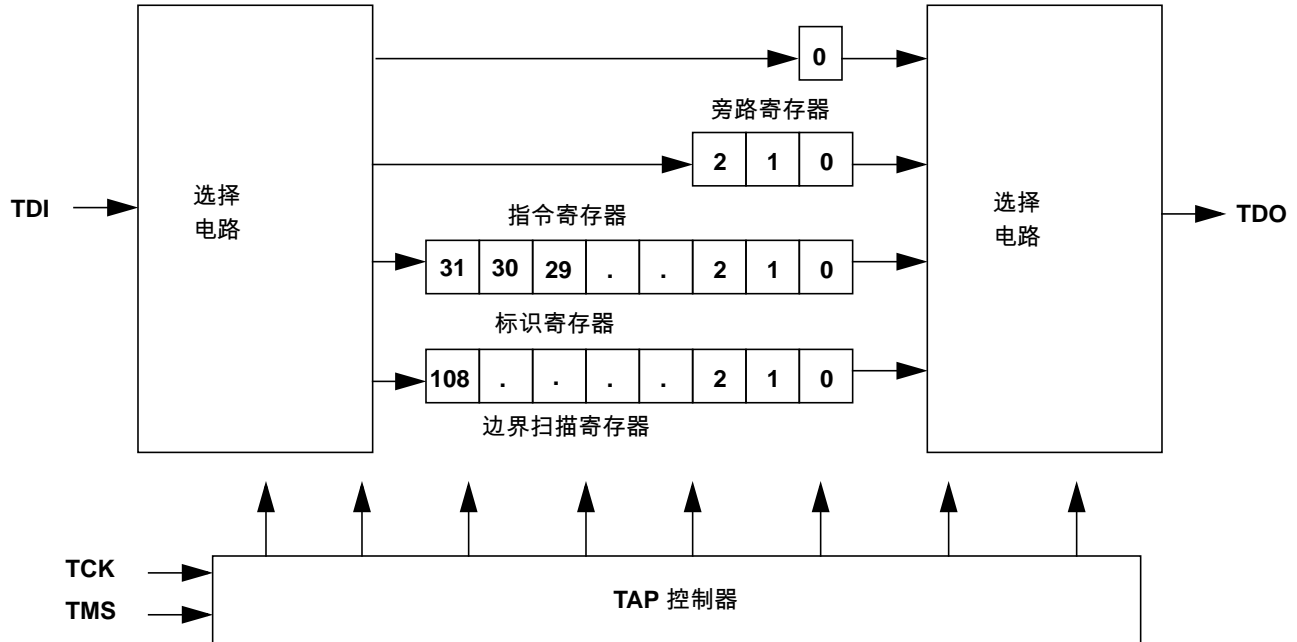 0
旁路寄存器
2 1 0
TDI
选择
电路
选择
电路
TDO
指令寄存器
31 30 29 . . 2 1 0
标识寄存器
108 . . . . 2 1 0
边界扫描寄存器
TCK
TMS
TAP 控制器